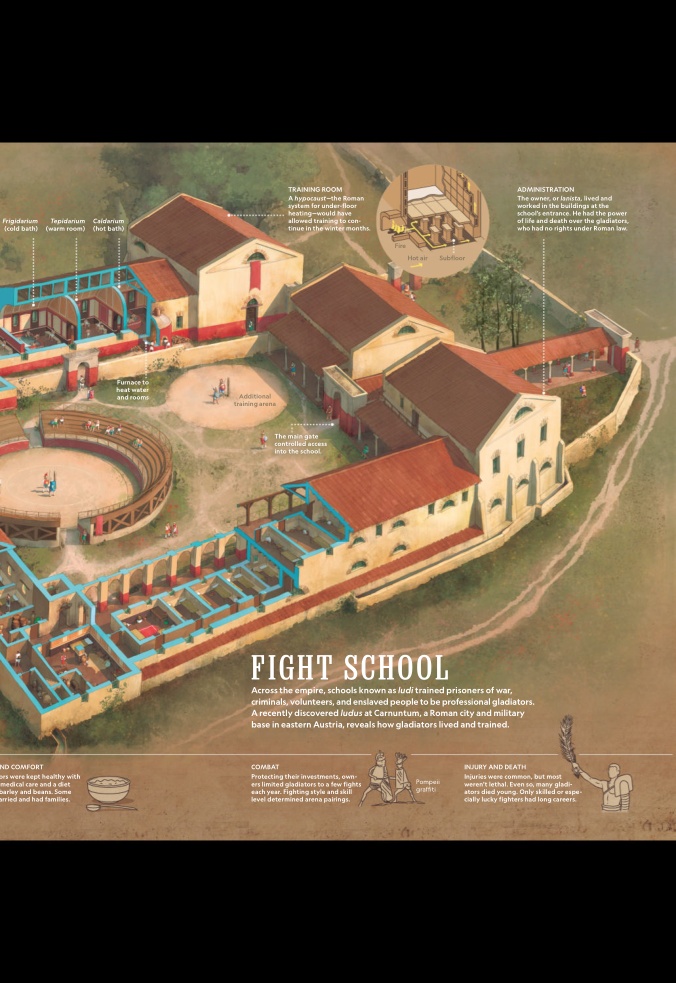 TRAINING ROOM
A hypocaust—the Roman
system for under-floor
heating—would have
allowed training to con-
tinue in the winter months.
ADMINISTRATION
The owner, or lanista, lived and
worked in the buildings at the
school's entrance. He had the power
of life and death over the gladiators,
who had no rights under Roman law.
Frigidarium
(cold bath)
Tepidarium
(warm room)
Caldarium
(hot bath)
Fire
Hot air
Subfloor
Furnace to
heat water
and rooms
Additional
training arena
The main gate
controlled access
into the school.
FIGHT SCHOOL
Across the empire, schools known as ludi trained prisoners of war,
criminals, volunteers, and enslaved people to be professional gladiators.
A recently discovered ludus at Carnuntum, a Roman city and military
base in eastern Austria, reveals how gladiators lived and trained.
ND COMFORT
ors were kept healthy with
medical care and a diet
barley and beans. Some
arried and had families.
COMBAT
Protecting their investments, own-
ers limited gladiators to a few fights
each year. Fighting style and skill
level determined arena pairings.
Pompeii
graffiti
INJURY AND DEATH
Injuries were common, but most
weren't lethal. Even so, many gladi-
ators died young. Only skilled or espe-
cially lucky fighters had long careers.